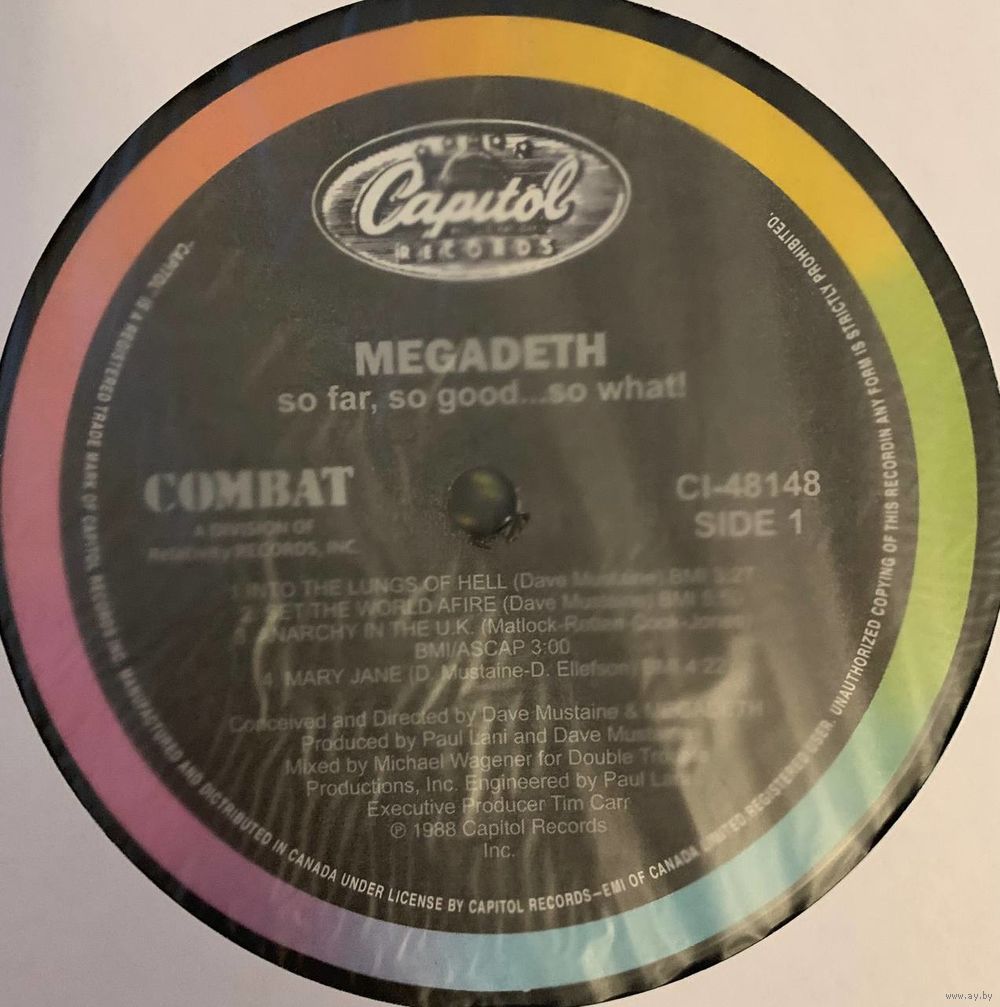 Capitol
RECORDS
MEGADETH
so far, so good...so what!
COMBAT
A DIVISION OF
Relativity RECORDS, INC.
CI-48148
SIDE 1
1. INTO THE LUNGS OF HELL (Dave Mustaine) BMI 3:27
2. SET THE WORLD AFIRE (Dave Mustaine) BMI
3. ANARCHY IN THE U.K. (Matlock-Rotten-Cook-Jones)
BMI/ASCAP 3:00
4. MARY JANE (D. Mustaine-D. Ellefson) BMI 4:22
Conceived and Directed by Dave Mustaine & MEGADETH
Produced by Paul Lani and Dave Mustaine
Mixed by Michael Wagener for Double Trouble
Productions, Inc. Engineered by Paul Lani
Executive Producer Tim Carr
℗ 1988 Capitol Records
Inc.
"CAPITOL" IS A REGISTERED TRADE MARK OF CAPITOL RECORDS INC. MANUFACTURED AND DICTRIBUTED IN CANADA UNDER LICENSE BY CAPITOL RECORDS–EMI OF CANADA LIMITED REGISTERED USER. UNAUTHORIZED COPYING OF THIS RECORDIN ANY FORM IS STRICTLY PROHIBITED.
www.ay.by